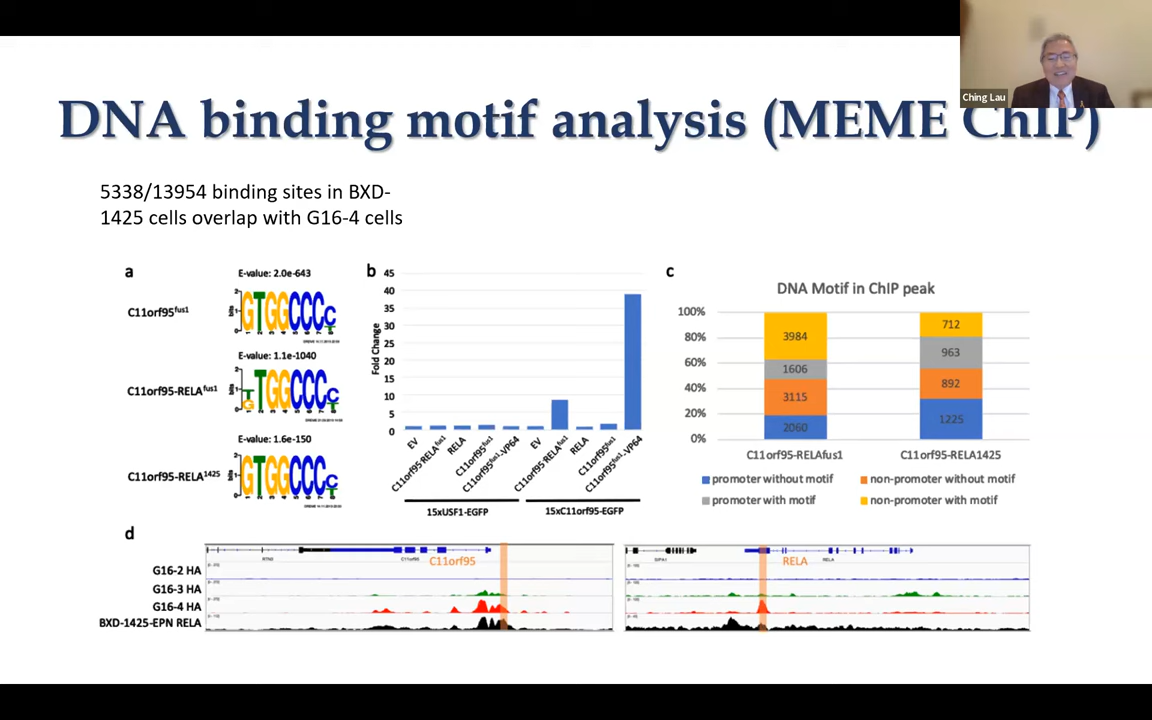 Ching Lau
DNA binding motif analysis (MEME ChIP)
5338/13954 binding sites in BXD-
1425 cells overlap with G16-4 cells
a
E-value: 2.0e-643
C11orf95fus1
GTGGCCCC
E-value: 1.1e-1040
C11orf95-RELAfus1
TGGCCC
E-value: 1.6e-150
C11orf95-RELA1425
GTGGCCCC
b
Fold Change
45
40
35
30
25
20
15
10
5
0
EV
C11orf95-RELAfus1
RELA
C11orf95fus1
C11orf95fus1-VP64
EV
C11orf95-RELAfus1
RELA
C11orf95fus1
C11orf95fus1-VP64
15xUSF1-EGFP
15xC11orf95-EGFP
c
DNA Motif in ChIP peak
100%
80%
60%
40%
20%
0%
3984
1606
3115
2060
712
963
892
1225
C11orf95-RELAfus1
C11orf95-RELA1425
promoter without motif
non-promoter without motif
promoter with motif
non-promoter with motif
d
C11orf95
C11orf95
RELA
RELA
G16-2 HA
G16-3 HA
G16-4 HA
BXD-1425-EPN RELA